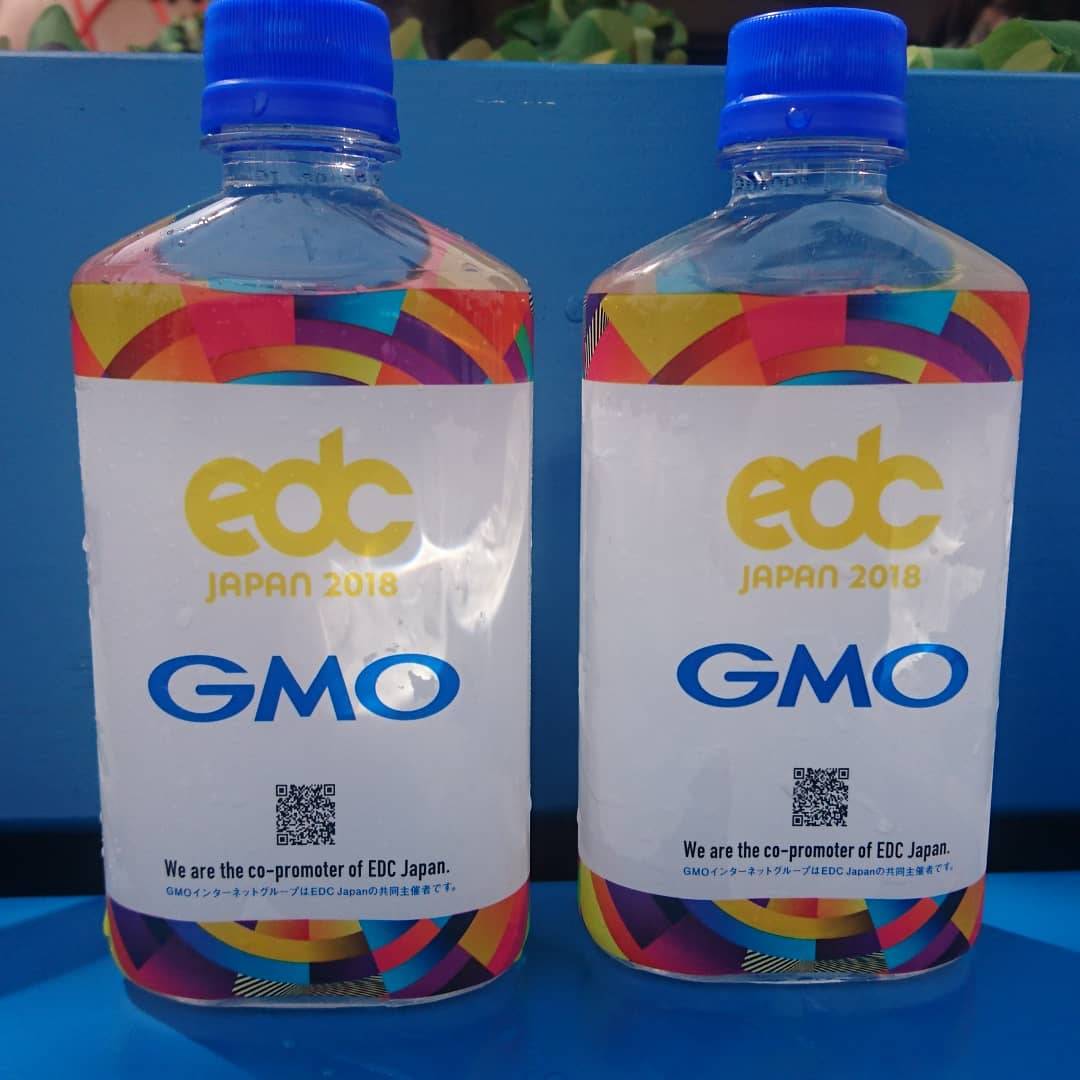 edc
JAPAN 2018
GMO
We are the co-promoter of EDC Japan.
GMOインターネットグループはEDC Japanの共同主催者です。
edc
JAPAN 2018
GMO
We are the co-promoter of EDC Japan.
GMOインターネットグループはEDC Japanの共同主催者です。